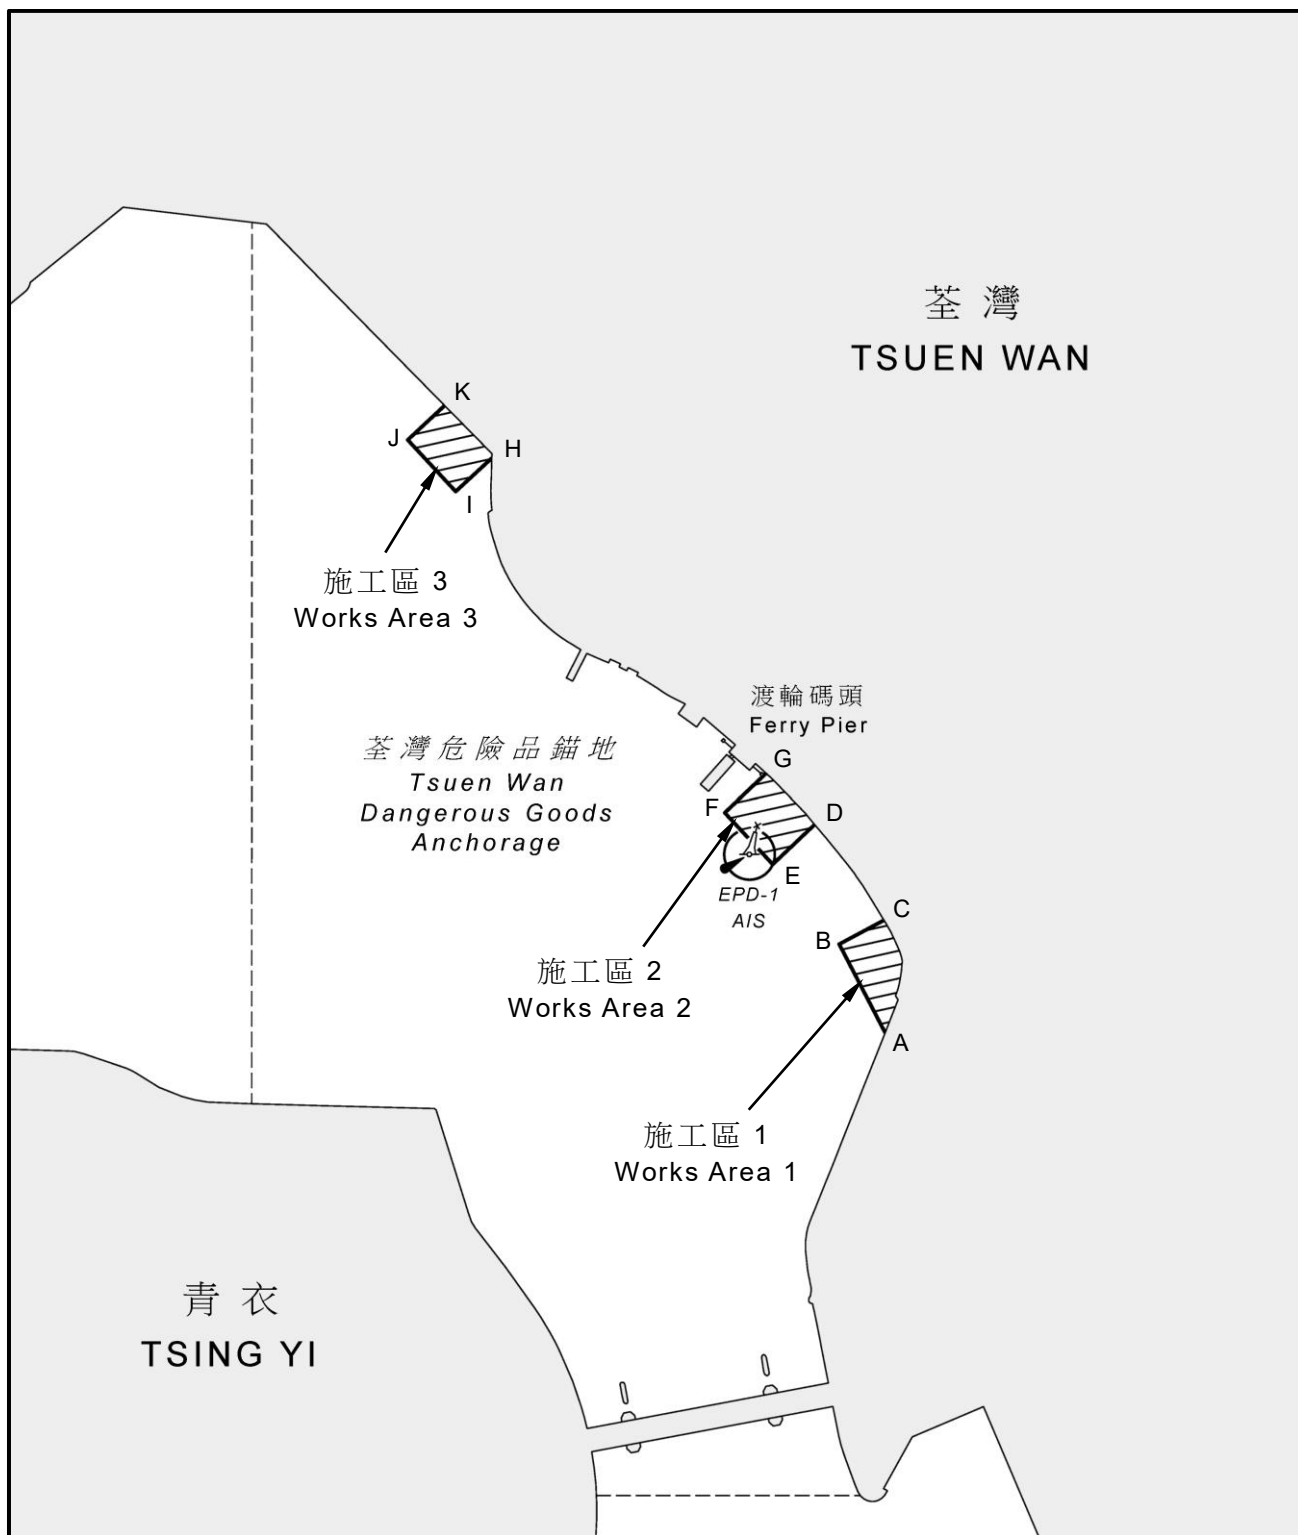 荃 灣
TSUEN WAN
K
J
H
I
施工區 3
Works Area 3
渡輪碼頭
Ferry Pier
荃 灣 危 險 品 錨 地
Tsuen Wan
Dangerous Goods
Anchorage
G
F
D
E
EPD-1
AIS
C
B
施工區 2
Works Area 2
A
施工區 1
Works Area 1
青 衣
TSING YI